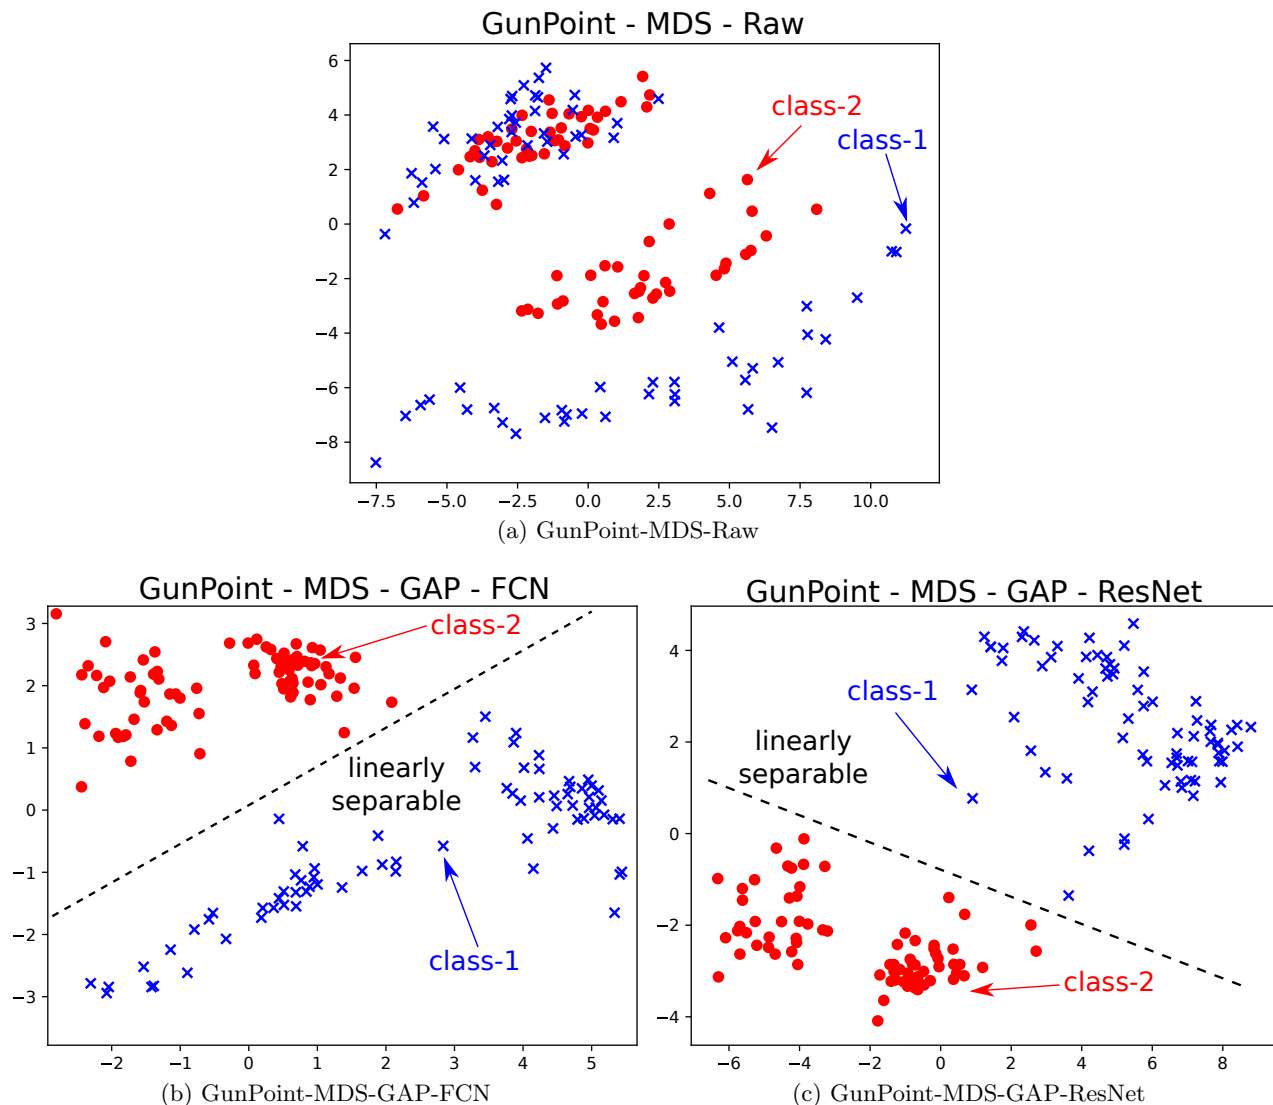 GunPoint - MDS - Raw
6
4
2
0
−2
−4
−6
−8
class-2
class-1
−7.5 −5.0 −2.5 0.0 2.5 5.0 7.5 10.0
(a) GunPoint-MDS-Raw
GunPoint - MDS - GAP - FCN
3
2
1
0
−1
−2
−3
class-2
linearly
separable
class-1
−2 −1 0 1 2 3 4 5
(b) GunPoint-MDS-GAP-FCN
GunPoint - MDS - GAP - ResNet
4
2
0
−2
−4
class-1
linearly
separable
class-2
−6 −4 −2 0 2 4 6 8
(c) GunPoint-MDS-GAP-ResNet